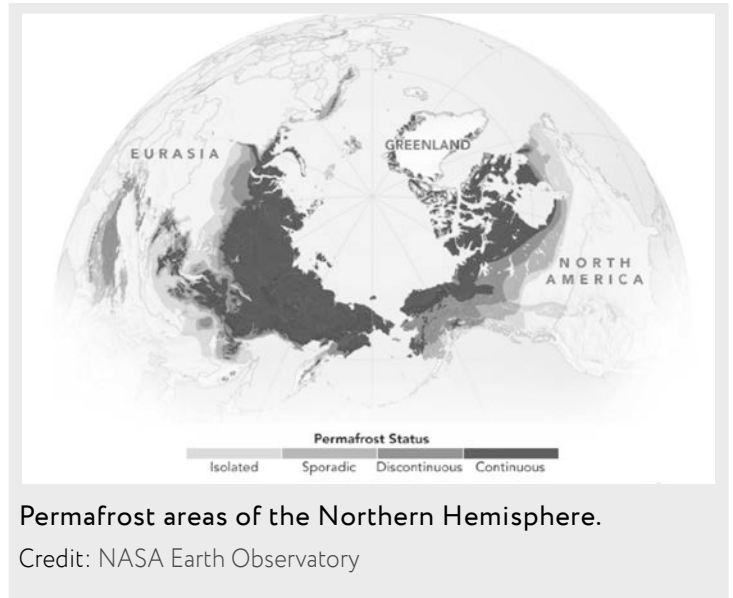 EURASIA
GREENLAND
NORTH
AMERICA
Permafrost Status
Isolated Sporadic Discontinuous Continuous
Permafrost areas of the Northern Hemisphere.
Credit: NASA Earth Observatory